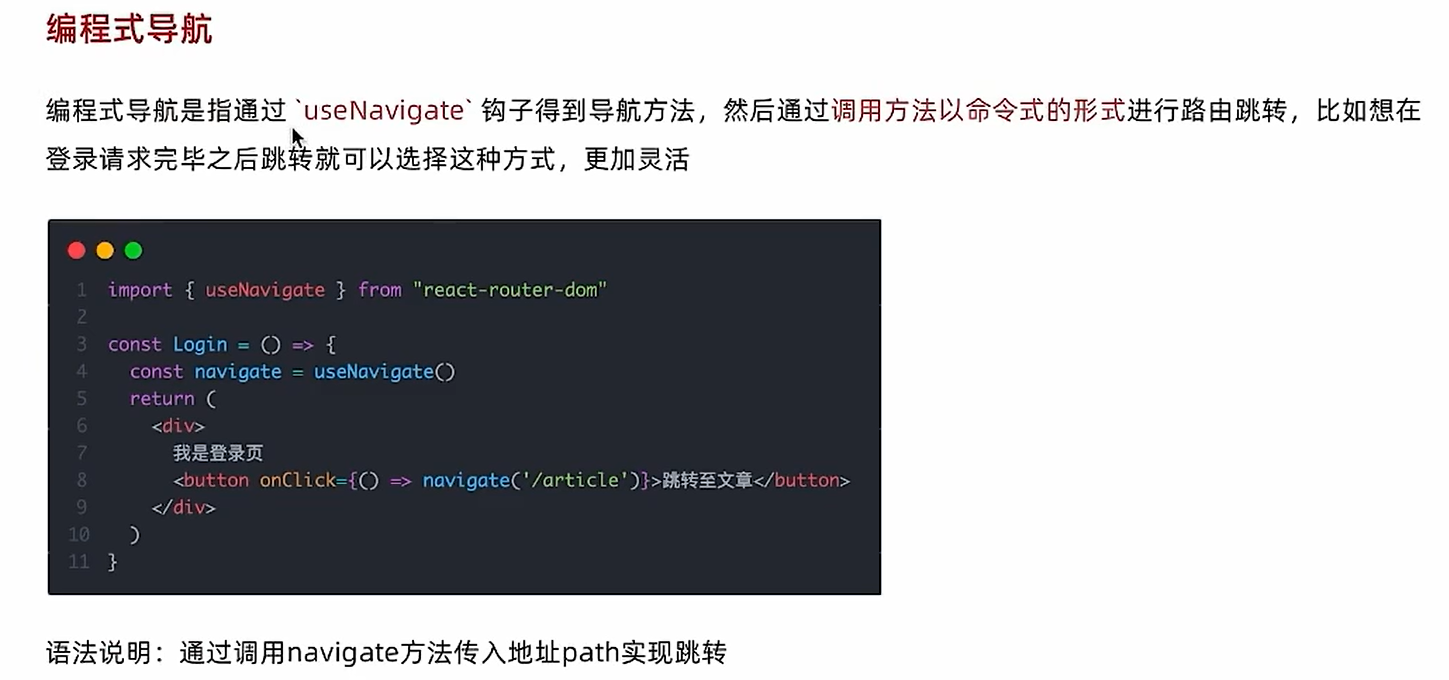 编程式导航
编程式导航是指通过 `useNavigate` 钩子得到导航方法，然后通过调用方法以命令式的形式进行路由跳转，比如想在
登录请求完毕之后跳转就可以选择这种方式，更加灵活
1 import { useNavigate } from "react-router-dom"
2
3 const Login = () => {
4   const navigate = useNavigate()
5   return (
6     <div>
7       我是登录页
8       <button onClick={() => navigate('/article')}>跳转至文章</button>
9     </div>
10   )
11 }
语法说明：通过调用navigate方法传入地址path实现跳转